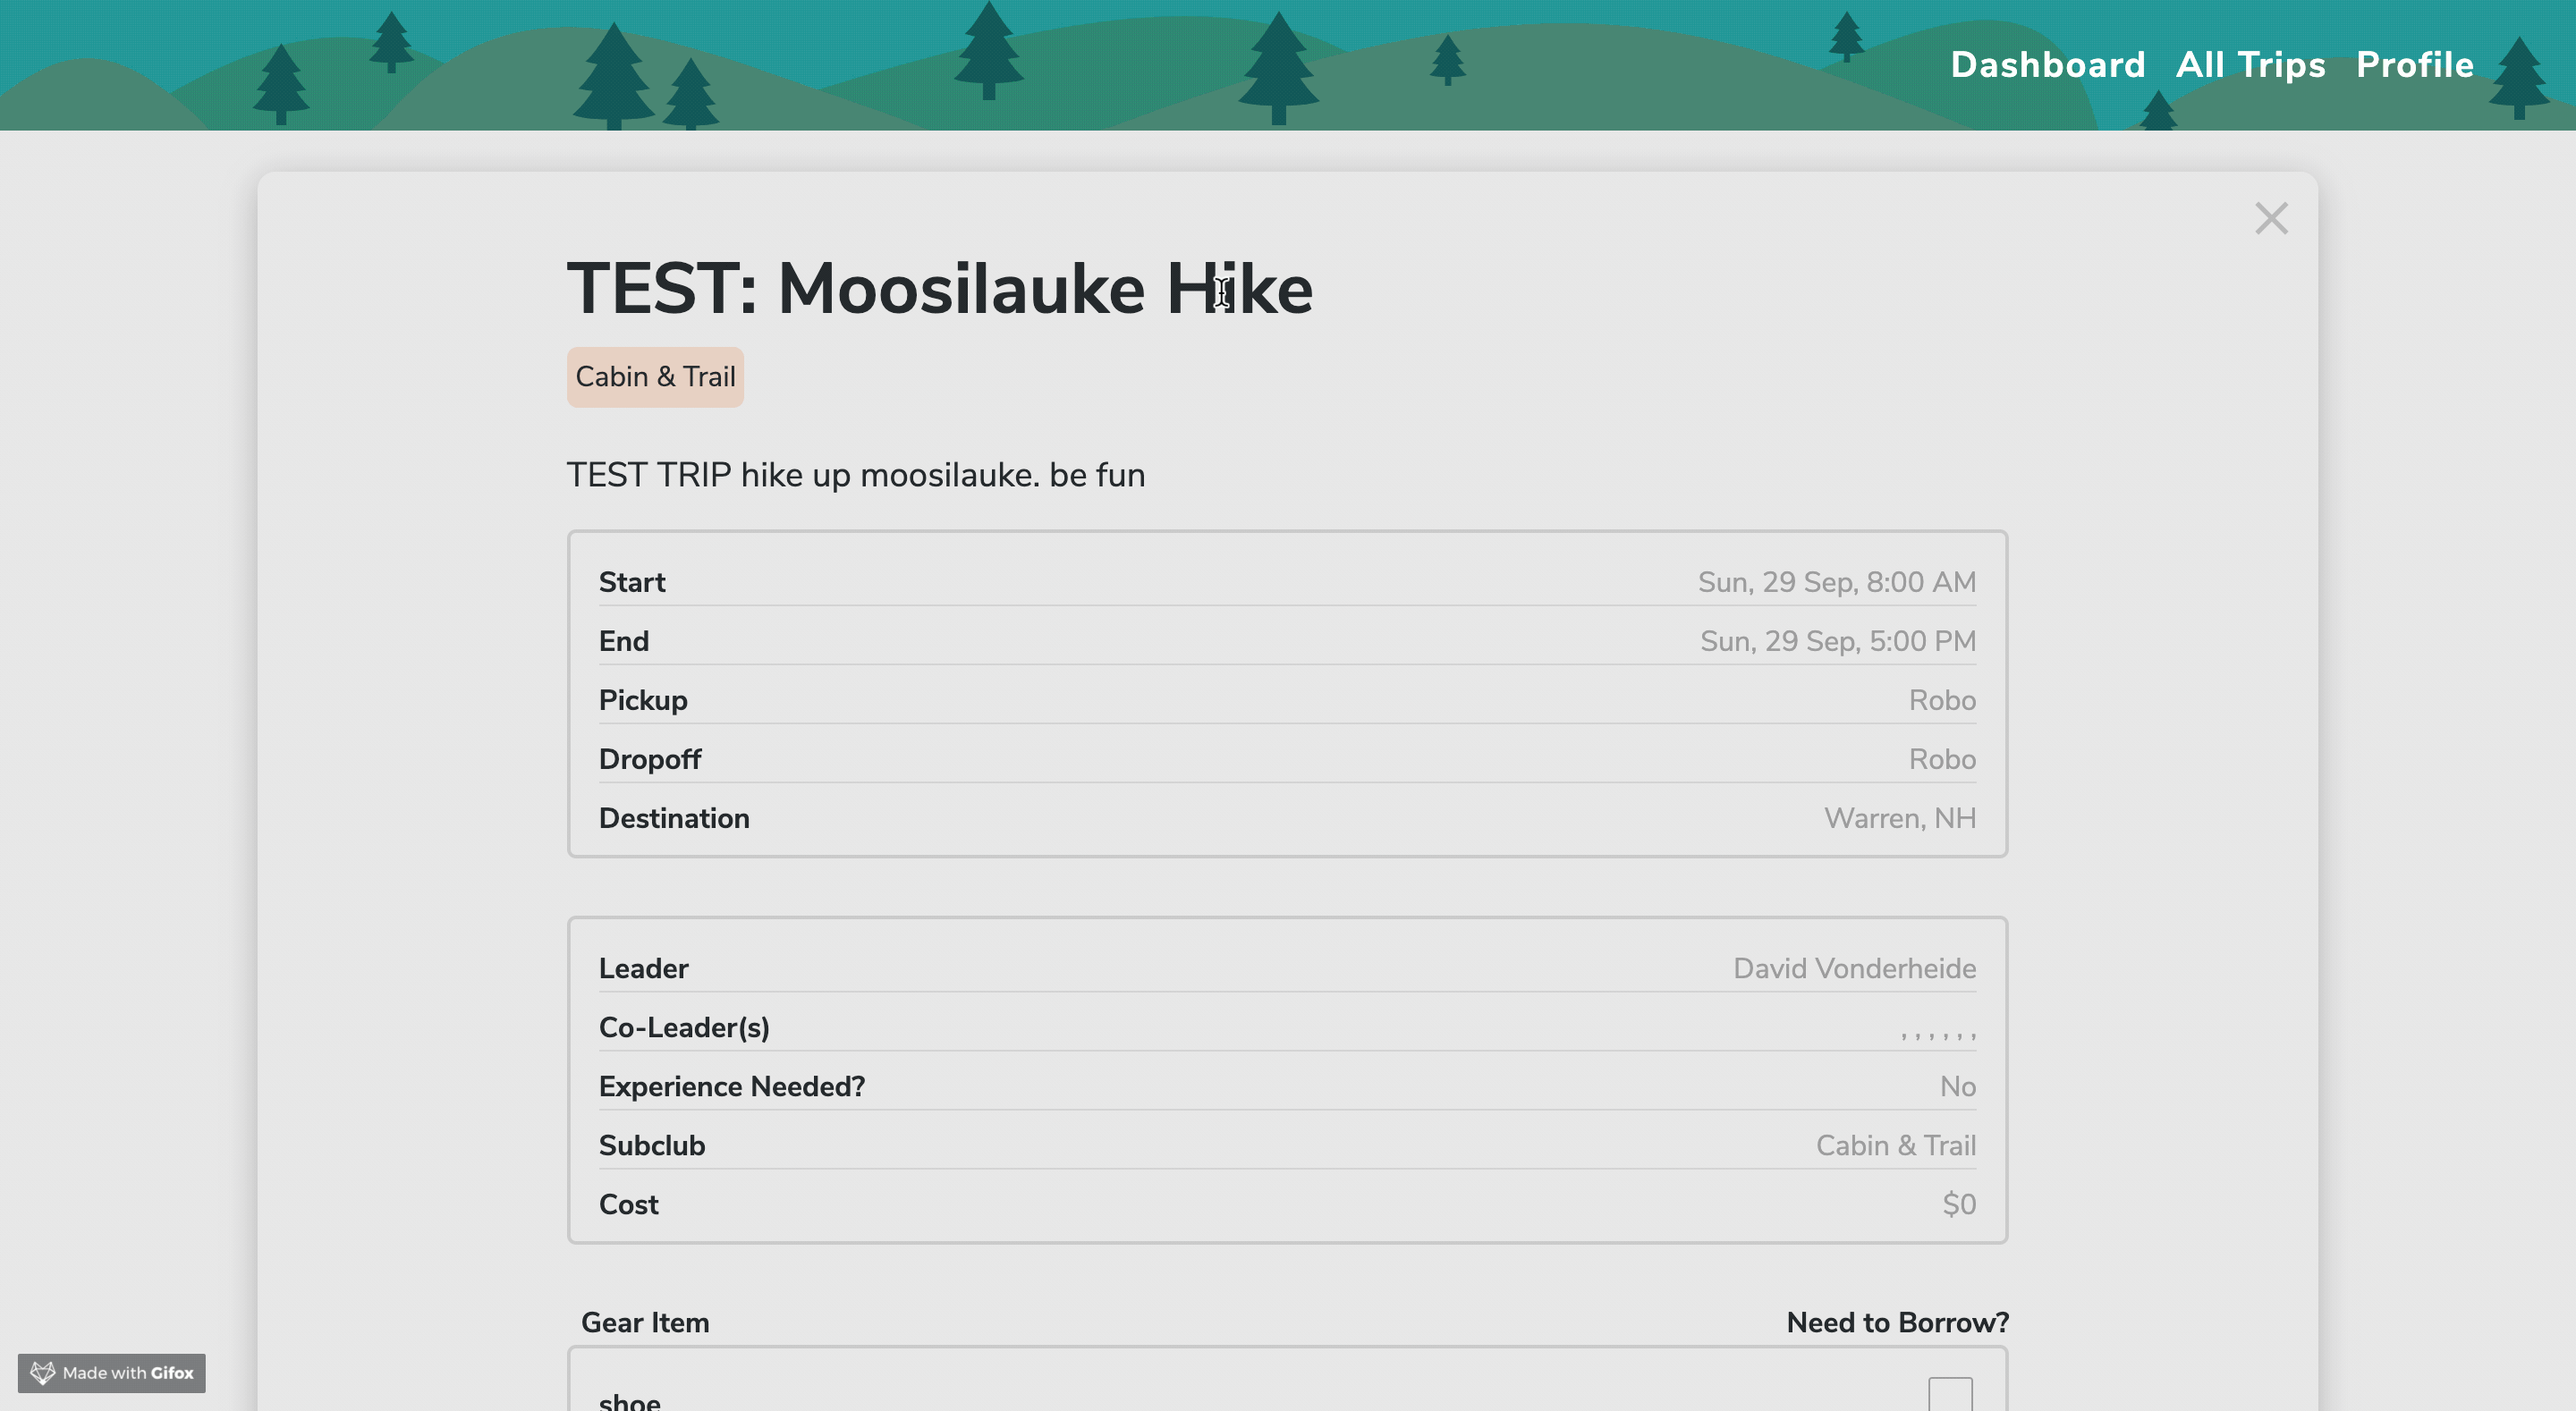 Dashboard All Trips Profile
TEST: Moosilauke Hike
Cabin & Trail
TEST TRIP hike up moosilauke. be fun
Start Sun, 29 Sep, 8:00 AM
End Sun, 29 Sep, 5:00 PM
Pickup Robo
Dropoff Robo
Destination Warren, NH
Leader David Vonderheide
Co-Leader(s) , , , , , ,
Experience Needed? No
Subclub Cabin & Trail
Cost $0
Gear Item Need to Borrow?
shoe
Made with Gifox